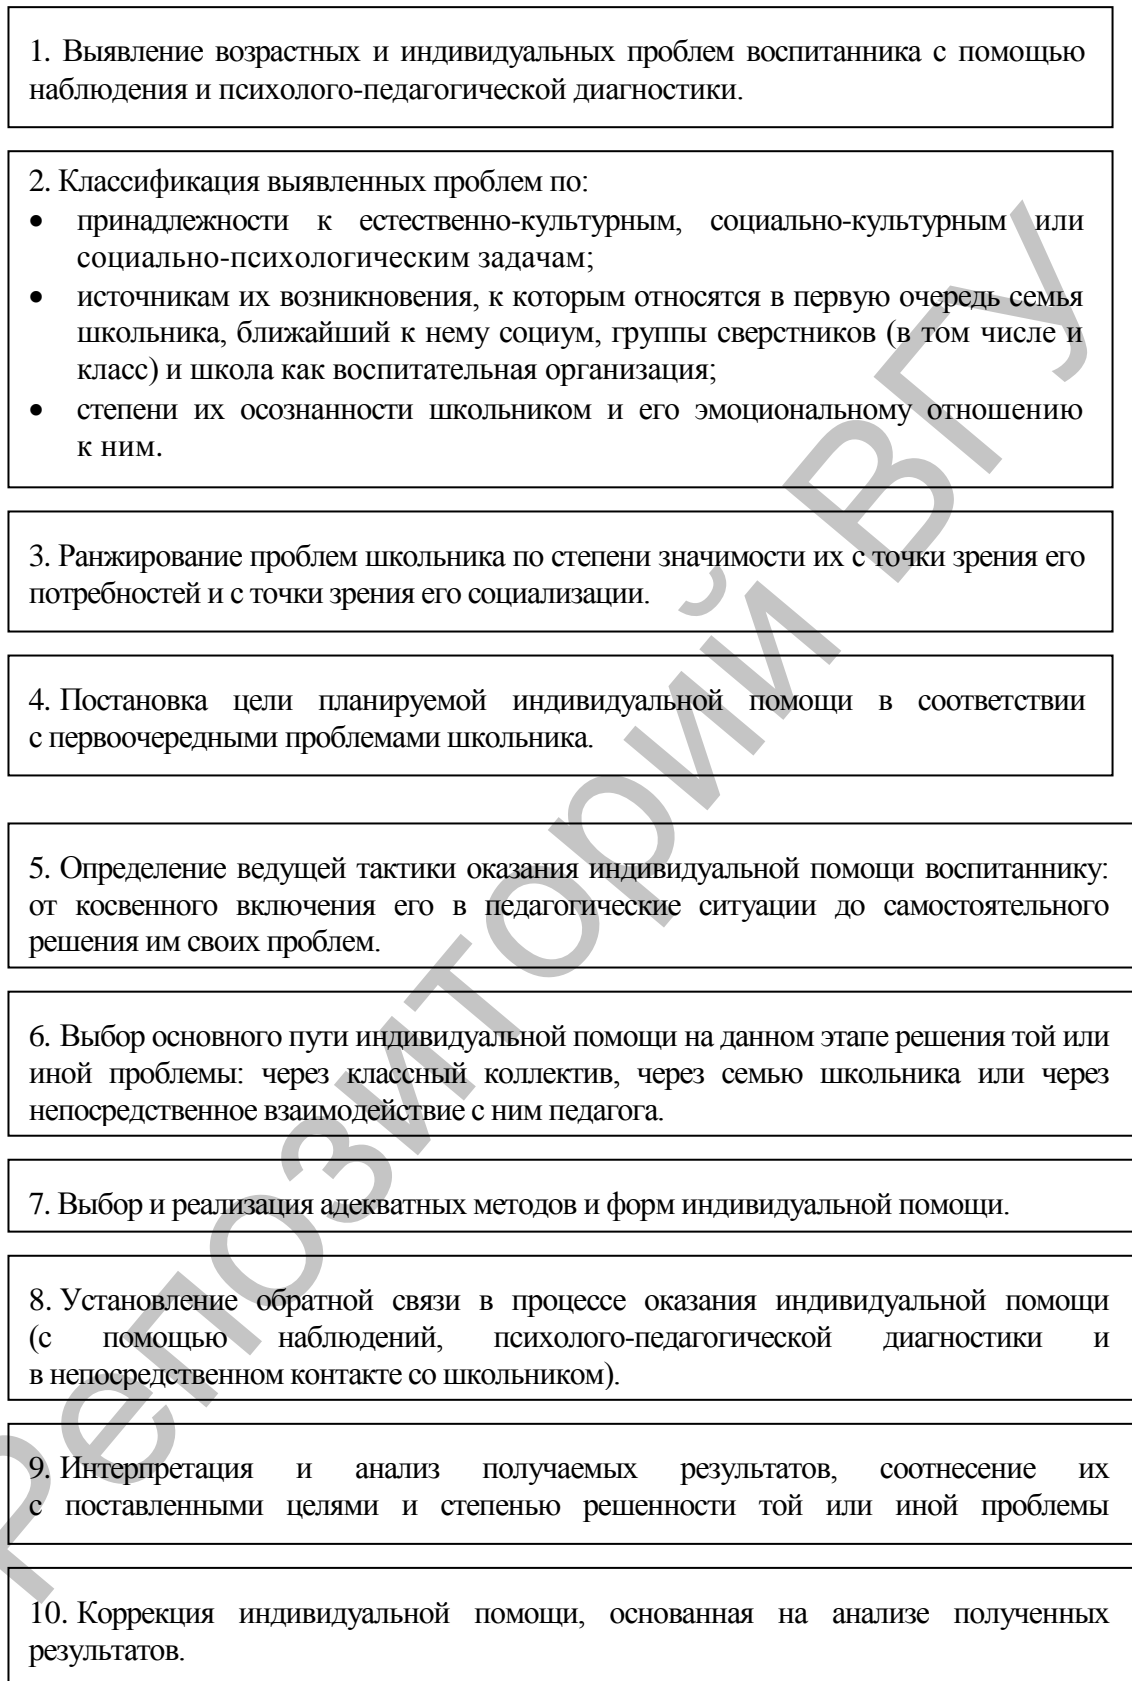 1. Выявление возрастных и индивидуальных проблем воспитанника с помощью
наблюдения и психолого-педагогической диагностики.
2. Классификация выявленных проблем по:
• принадлежности к естественно-культурным, социально-культурным или
социально-психологическим задачам;
• источникам их возникновения, к которым относятся в первую очередь семья
школьника, ближайший к нему социум, группы сверстников (в том числе и
класс) и школа как воспитательная организация;
• степени их осознанности школьником и его эмоциональному отношению
к ним.
3. Ранжирование проблем школьника по степени значимости их с точки зрения его
потребностей и с точки зрения его социализации.
4. Постановка цели планируемой индивидуальной помощи в соответствии
с первоочередными проблемами школьника.
5. Определение ведущей тактики оказания индивидуальной помощи воспитаннику:
от косвенного включения его в педагогические ситуации до самостоятельного
решения им своих проблем.
6. Выбор основного пути индивидуальной помощи на данном этапе решения той или
иной проблемы: через классный коллектив, через семью школьника или через
непосредственное взаимодействие с ним педагога.
7. Выбор и реализация адекватных методов и форм индивидуальной помощи.
8. Установление обратной связи в процессе оказания индивидуальной помощи
(с помощью наблюдений, психолого-педагогической диагностики и
в непосредственном контакте со школьником).
9. Интерпретация и анализ получаемых результатов, соотнесение их
с поставленными целями и степенью решенности той или иной проблемы
10. Коррекция индивидуальной помощи, основанная на анализе полученных
результатов.
Репозиторий ВГУ